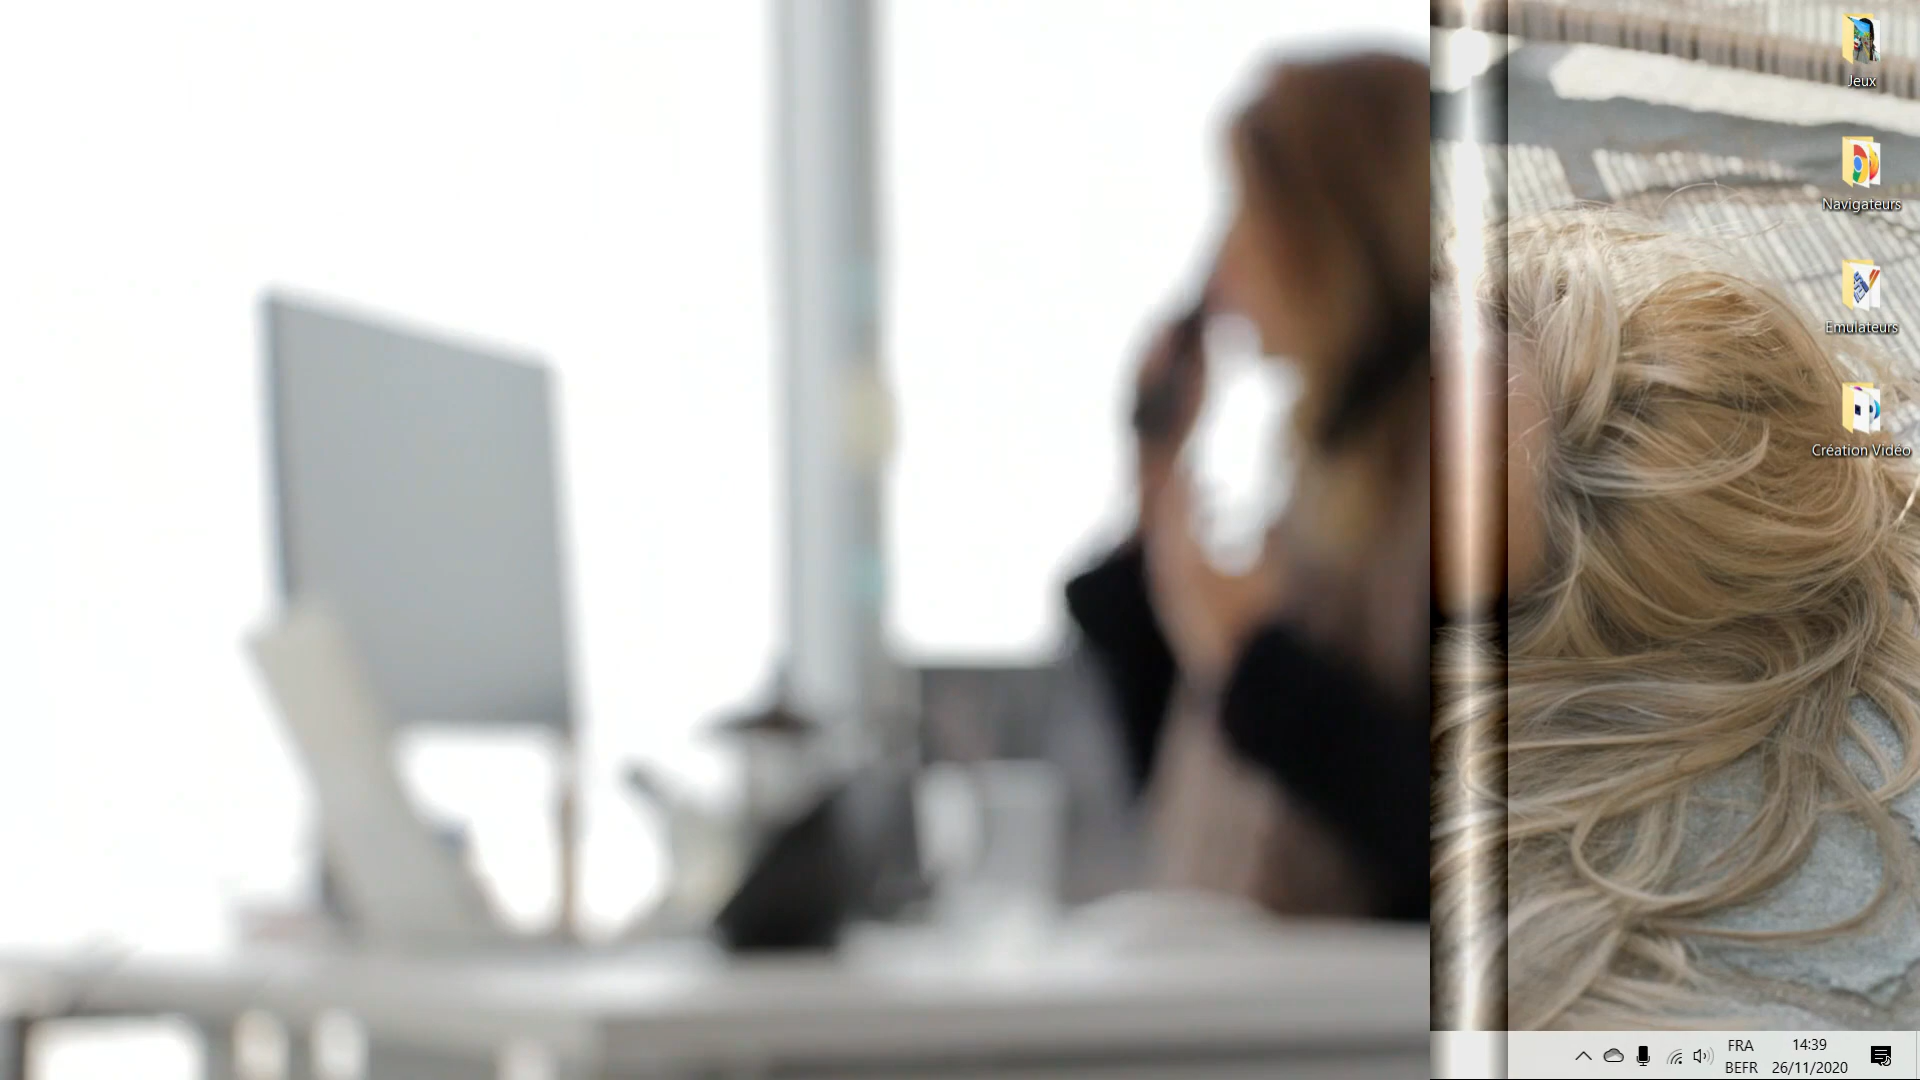 Jeux
Navigateurs
Emulateurs
Création Vidéo
FRA
BEFR
14:39
26/11/2020